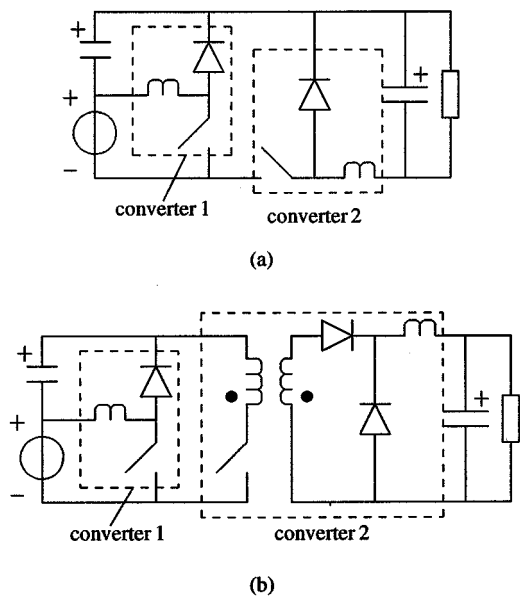 +
+
+
−
converter 1
converter 2
(a)
+
+
+
−
converter 1
converter 2
(b)